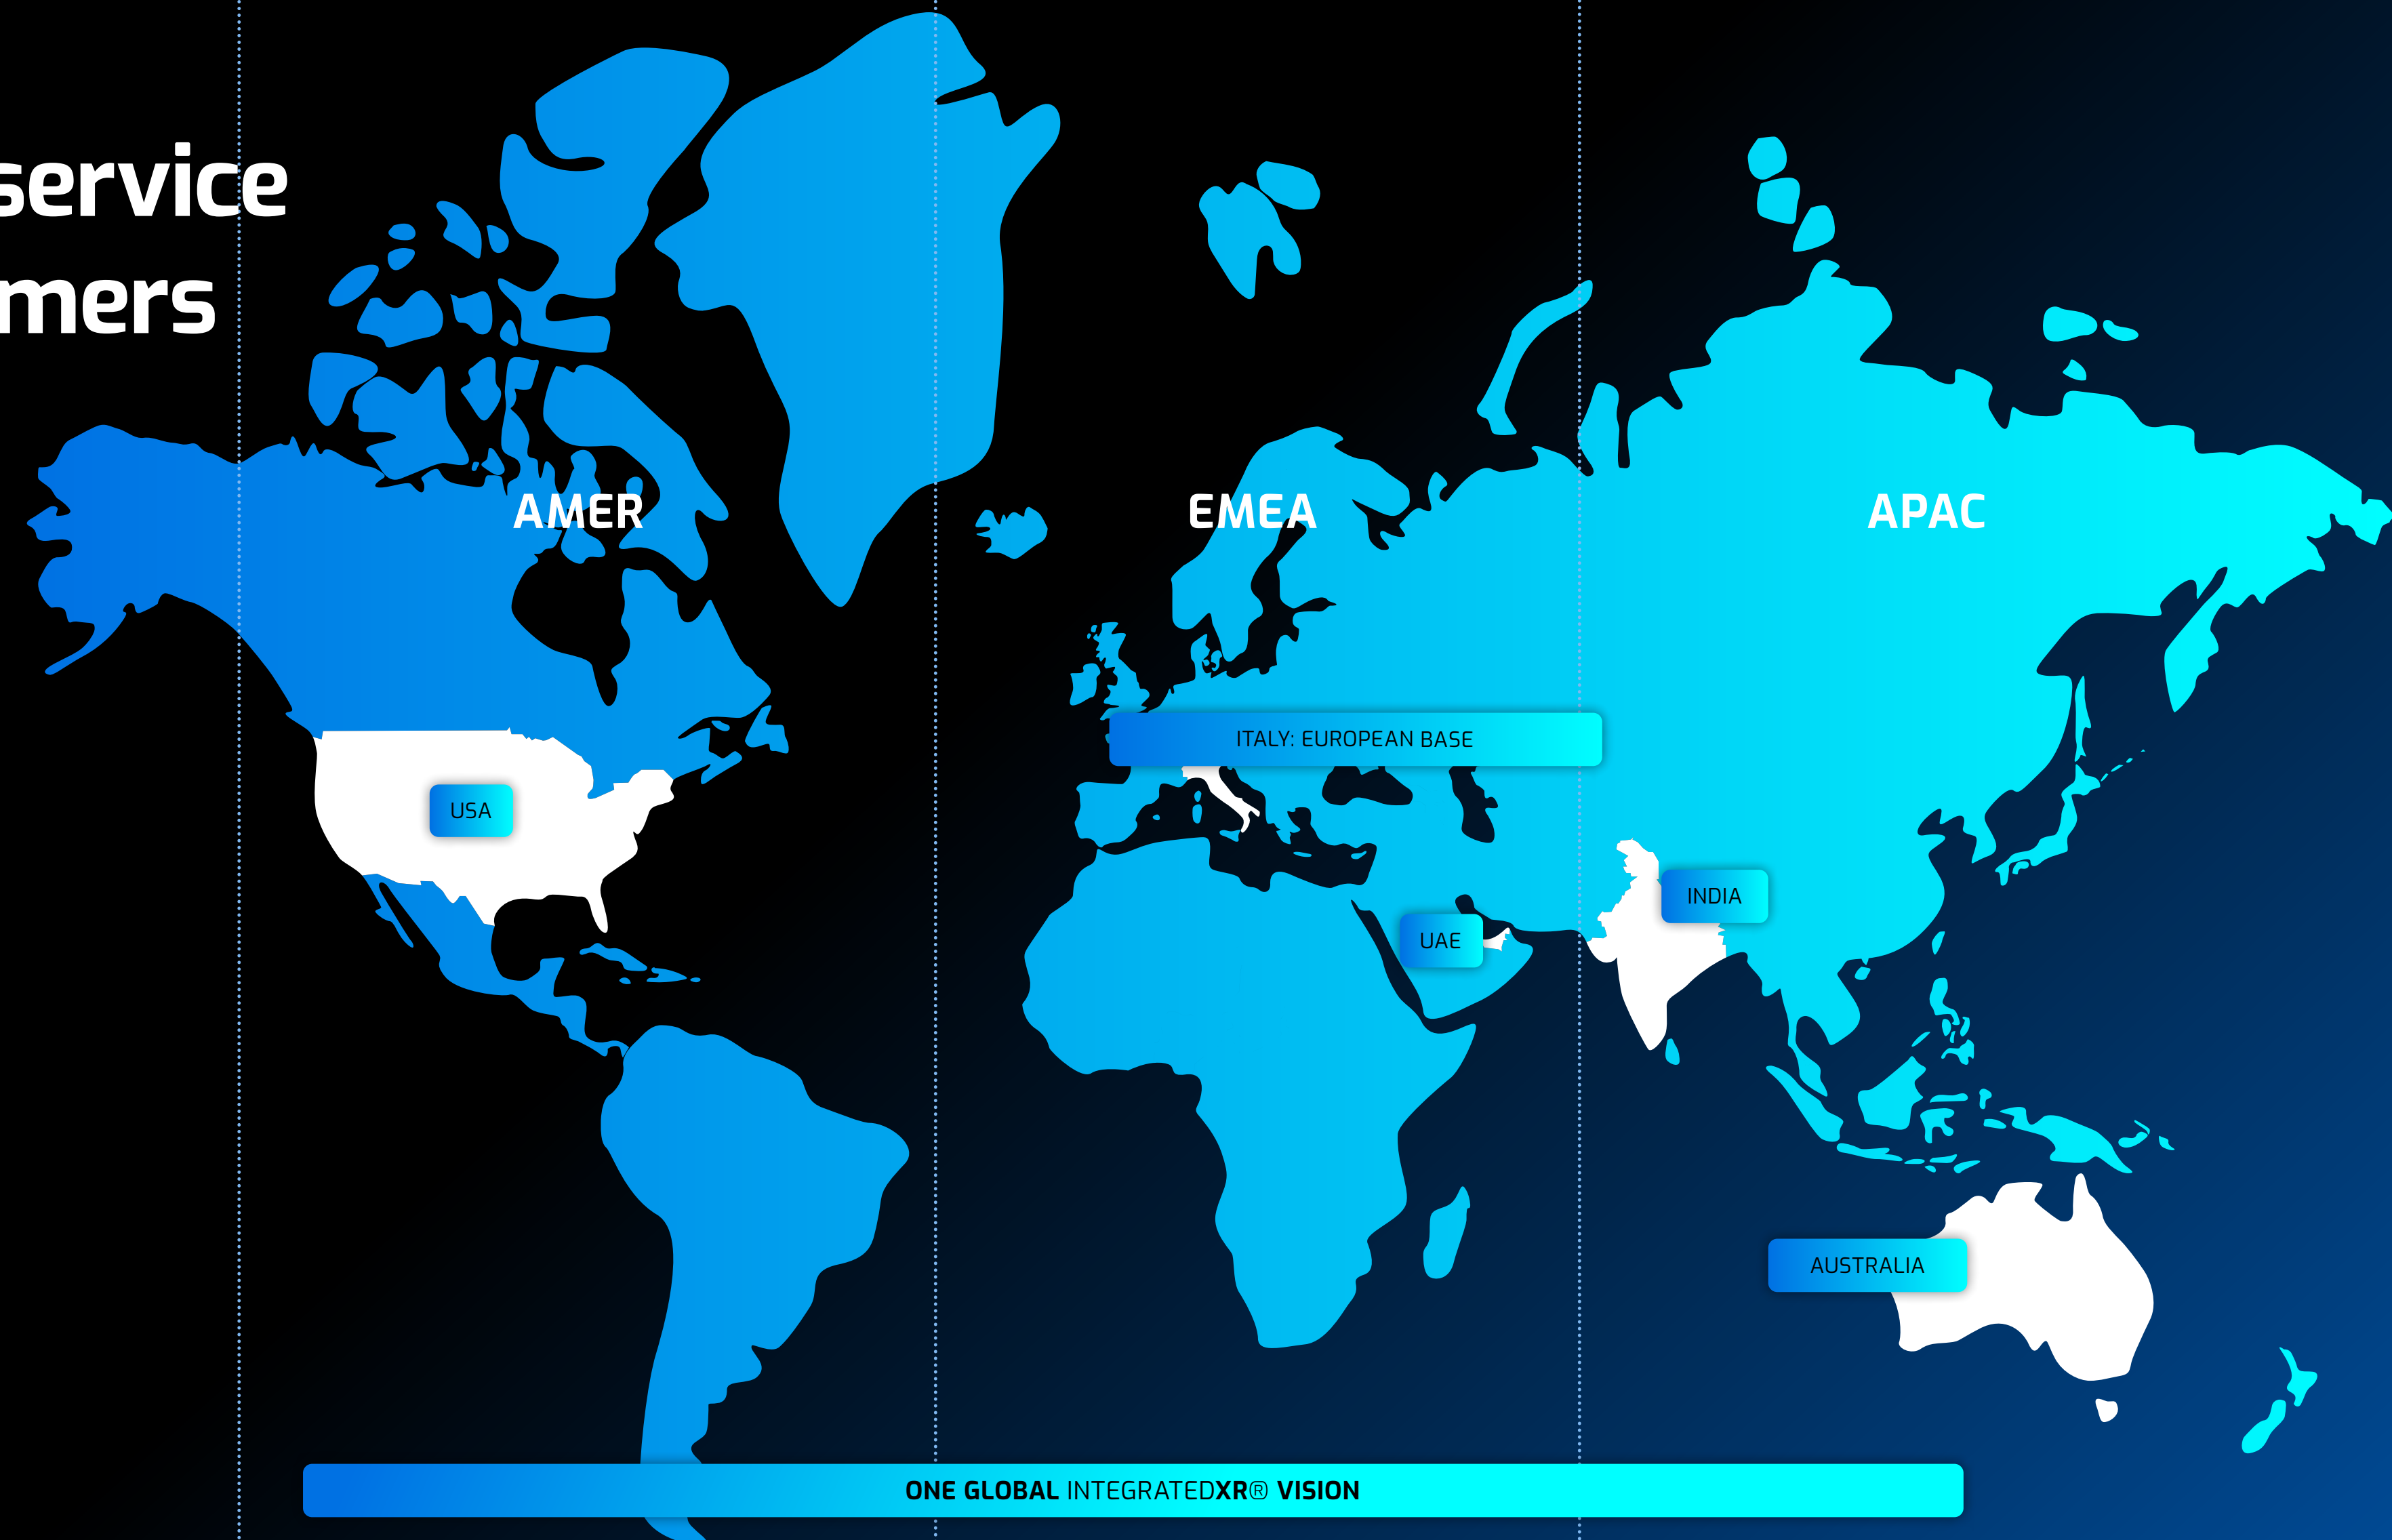 service
mers
AMER
EMEA
APAC
ITALY: EUROPEAN BASE
USA
INDIA
UAE
AUSTRALIA
ONE GLOBAL INTEGRATEDXR® VISION